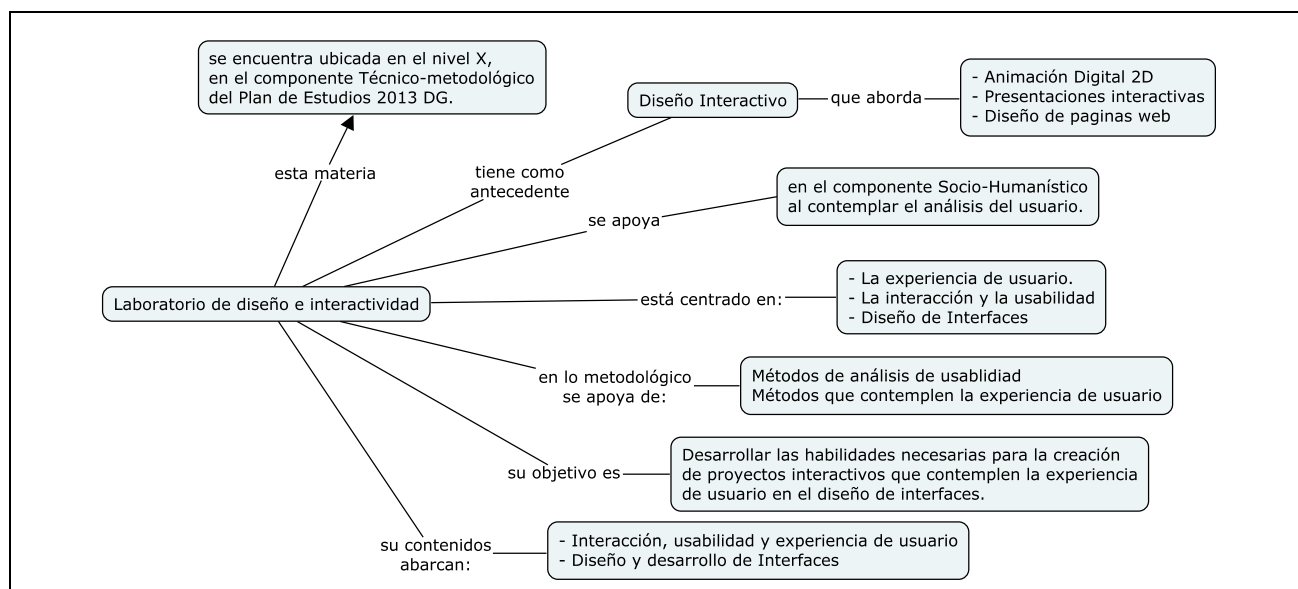 se encuentra ubicada en el nivel X,
en el componente Técnico-metodológico
del Plan de Estudios 2013 DG.
esta materia
Diseño Interactivo
que aborda
- Animación Digital 2D
- Presentaciones interactivas
- Diseño de paginas web
tiene como
antecedente
se apoya
en el componente Socio-Humanístico
al contemplar el análisis del usuario.
Laboratorio de diseño e interactividad
está centrado en:
- La experiencia de usuario.
- La interacción y la usabilidad
- Diseño de Interfaces
en lo metodológico
se apoya de:
Métodos de análisis de usablidiad
Métodos que contemplen la experiencia de usuario
su objetivo es
Desarrollar las habilidades necesarias para la creación
de proyectos interactivos que contemplen la experiencia
de usuario en el diseño de interfaces.
su contenidos
abarcan:
- Interacción, usabilidad y experiencia de usuario
- Diseño y desarrollo de Interfaces